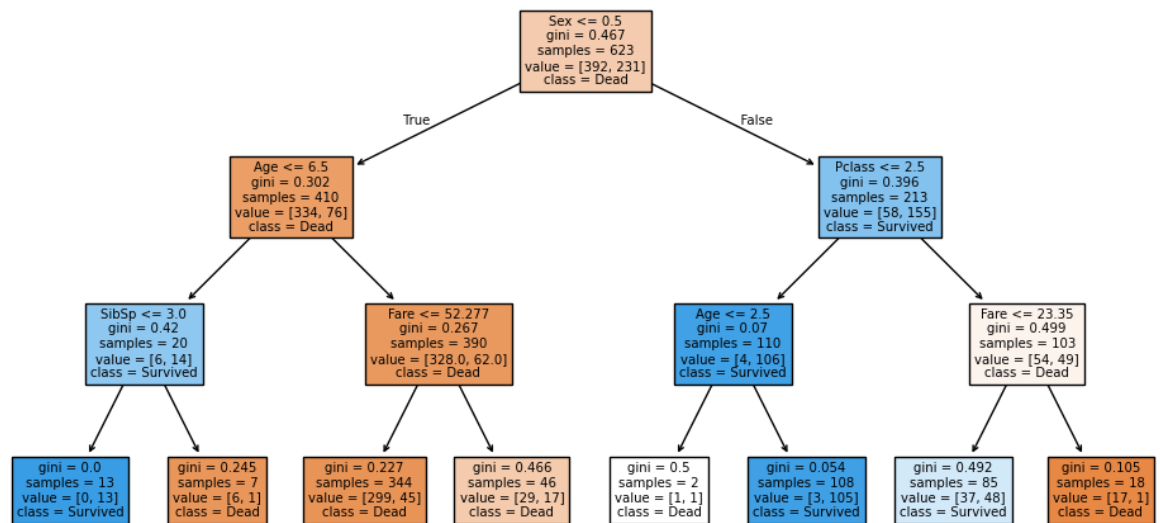 Sex <= 0.5
gini = 0.467
samples = 623
value = [392, 231]
class = Dead
True
False
Age <= 6.5
gini = 0.302
samples = 410
value = [334, 76]
class = Dead
Pclass <= 2.5
gini = 0.396
samples = 213
value = [58, 155]
class = Survived
SibSp <= 3.0
gini = 0.42
samples = 20
value = [6, 14]
class = Survived
Fare <= 52.277
gini = 0.267
samples = 390
value = [328.0, 62.0]
class = Dead
Age <= 2.5
gini = 0.07
samples = 110
value = [4, 106]
class = Survived
Fare <= 23.35
gini = 0.499
samples = 103
value = [54, 49]
class = Dead
gini = 0.0
samples = 13
value = [0, 13]
class = Survived
gini = 0.245
samples = 7
value = [6, 1]
class = Dead
gini = 0.227
samples = 344
value = [299, 45]
class = Dead
gini = 0.466
samples = 46
value = [29, 17]
class = Dead
gini = 0.5
samples = 2
value = [1, 1]
class = Dead
gini = 0.054
samples = 108
value = [3, 105]
class = Survived
gini = 0.492
samples = 85
value = [37, 48]
class = Survived
gini = 0.105
samples = 18
value = [17, 1]
class = Dead